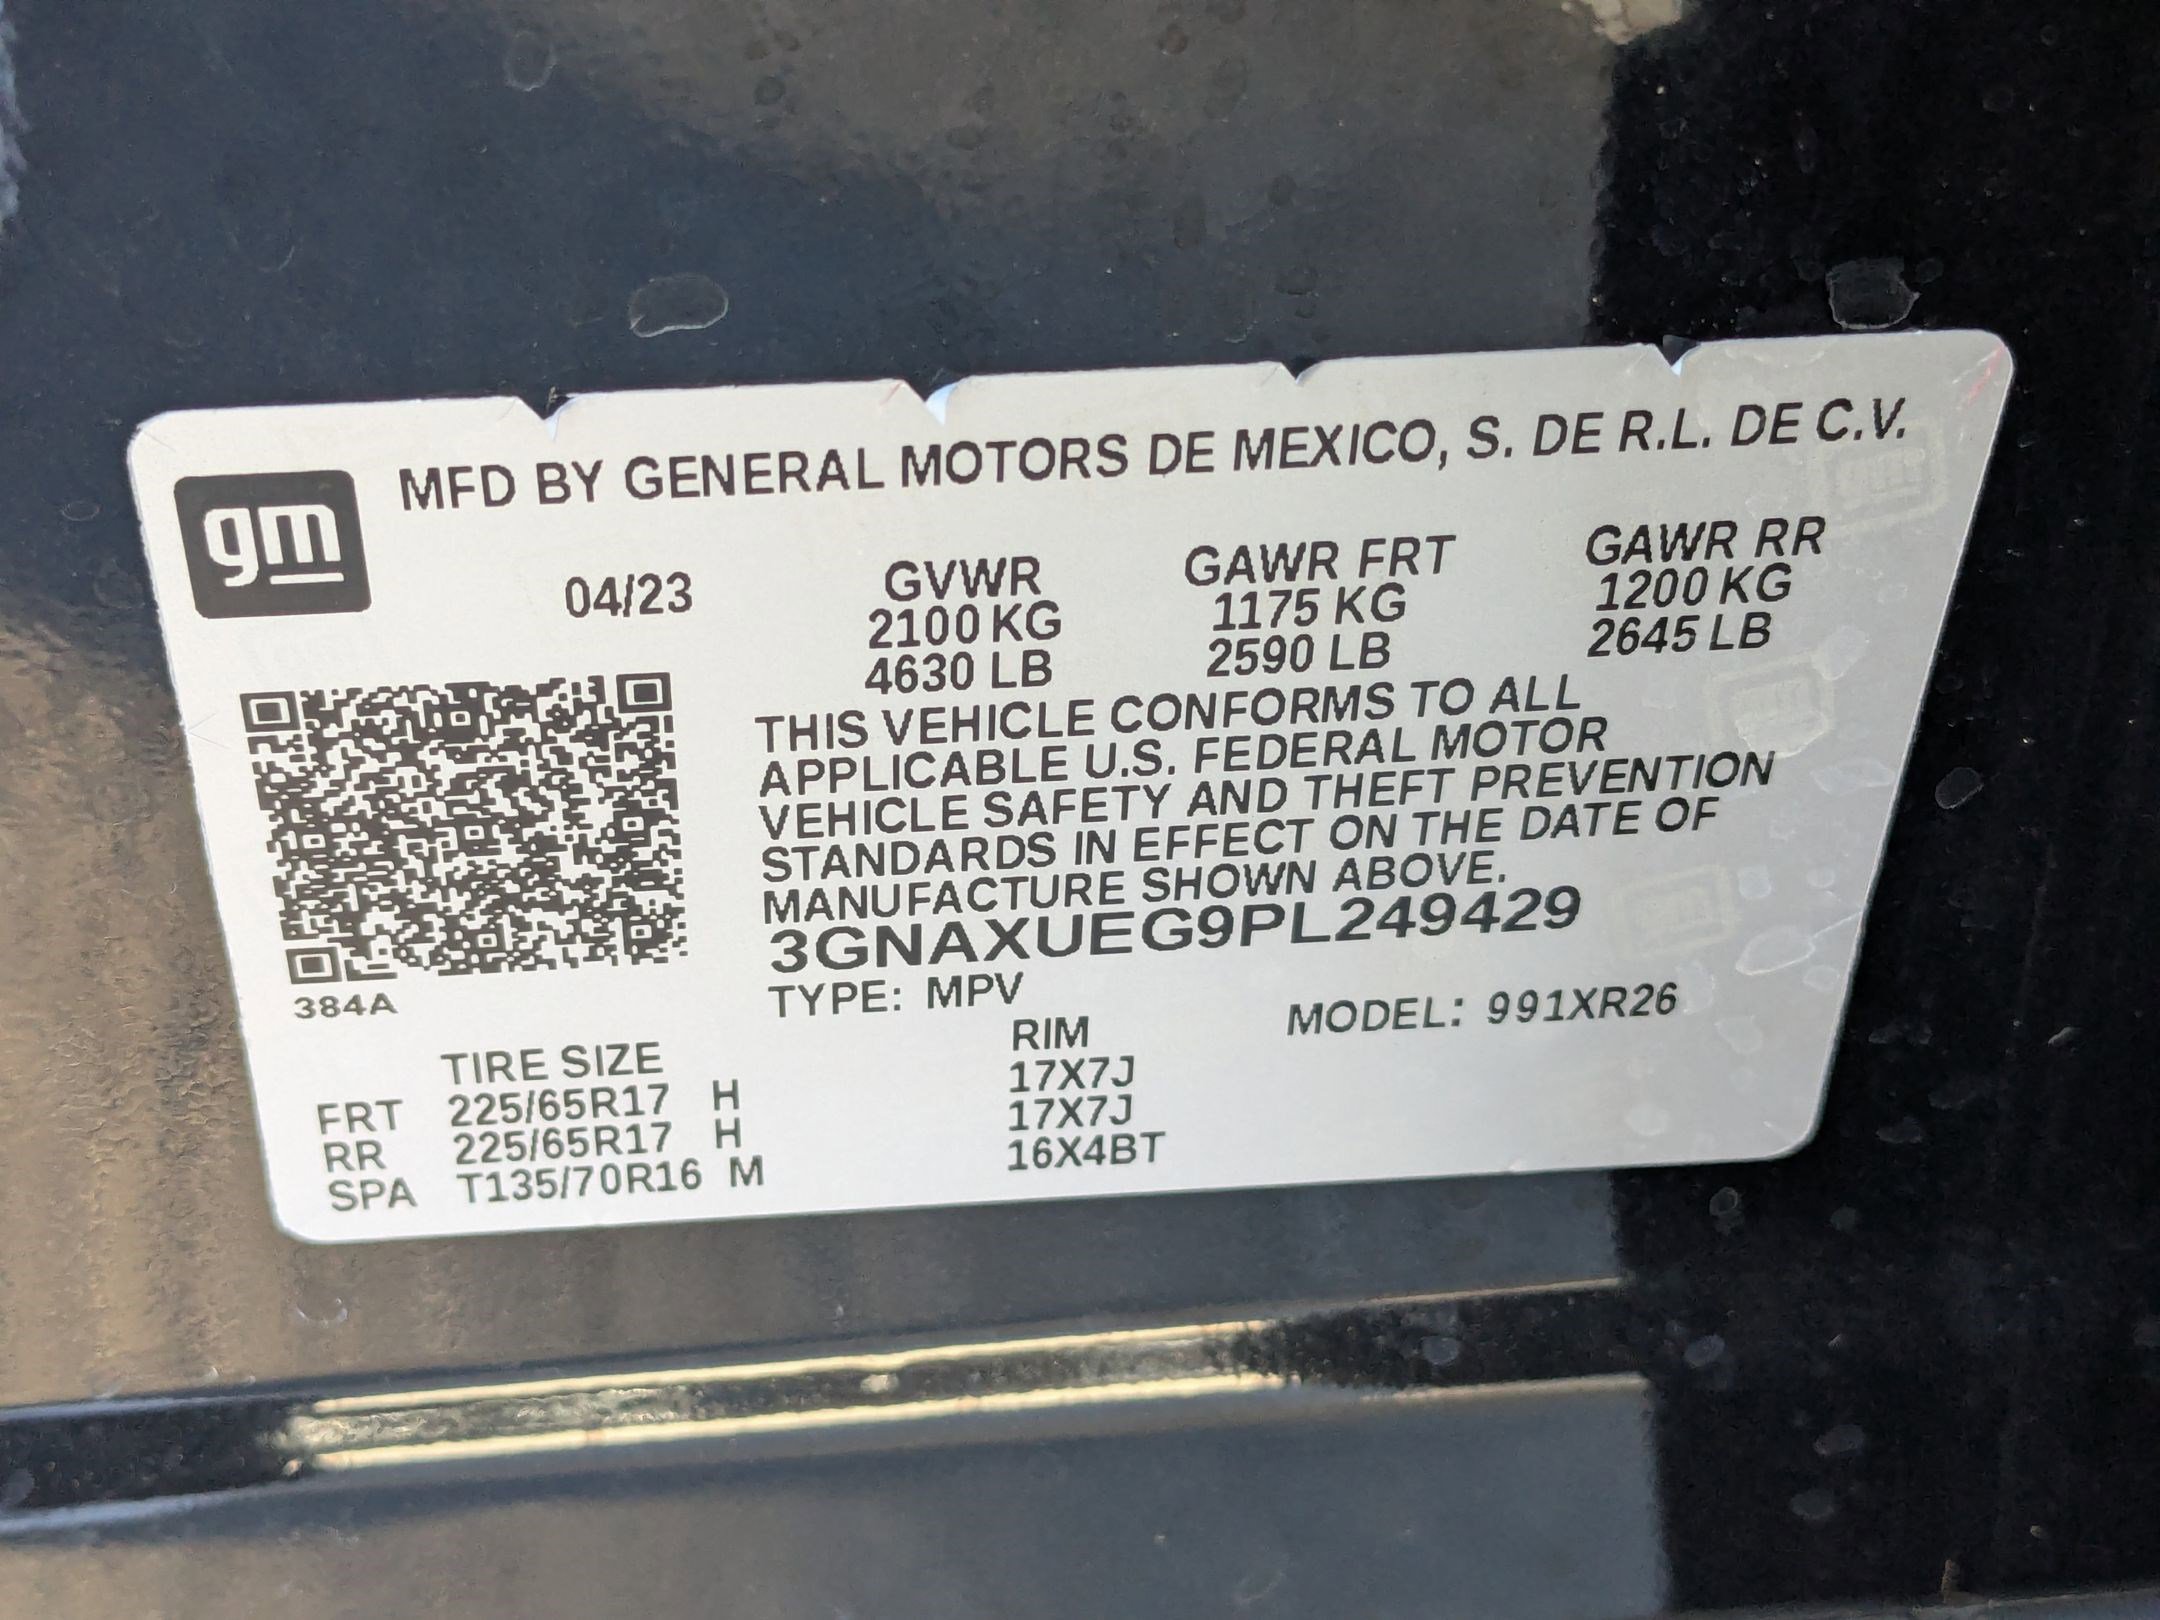 gm
MFD BY GENERAL MOTORS DE MEXICO, S. DE R.L. DE C.V.
04/23
GVWR
2100 KG
4630 LB
GAWR FRT
1175 KG
2590 LB
GAWR RR
1200 KG
2645 LB
THIS VEHICLE CONFORMS TO ALL
APPLICABLE U.S. FEDERAL MOTOR
VEHICLE SAFETY AND THEFT PREVENTION
STANDARDS IN EFFECT ON THE DATE OF
MANUFACTURE SHOWN ABOVE.
3GNAXUEG9PL249429
384A
TYPE: MPV
MODEL: 991XR26
TIRE SIZE RIM
FRT 225/65R17 H 17X7J
RR 225/65R17 H 17X7J
SPA T135/70R16 M 16X4BT